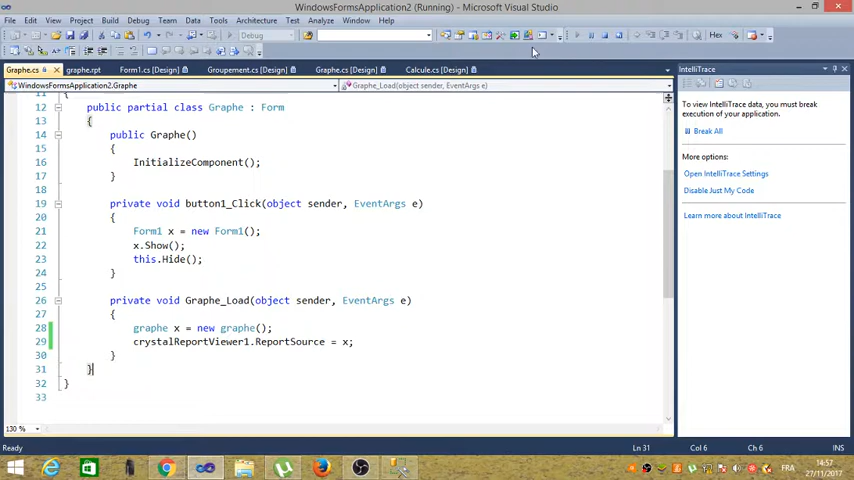 WindowsFormsApplication2 (Running) - Microsoft Visual Studio
File Edit View Project Build Debug Team Data Tools Architecture Test Analyze Window Help
Debug
Hex
Graphe.cs graphe.rpt Form1.cs [Design] Groupement.cs [Design] Graphe.cs [Design] Calcule.cs [Design]
WindowsFormsApplication2.Graphe Graphe_Load(object sender, EventArgs e)
11 {
12 public partial class Graphe : Form
13 {
14 public Graphe()
15 {
16 InitializeComponent();
17 }
18
19 private void button1_Click(object sender, EventArgs e)
20 {
21 Form1 x = new Form1();
22 x.Show();
23 this.Hide();
24 }
25
26 private void Graphe_Load(object sender, EventArgs e)
27 {
28 graphe x = new graphe();
29 crystalReportViewer1.ReportSource = x;
30 }
31 }
32 }
33
130 %
IntelliTrace
To view IntelliTrace data, you must break
execution of your application.
Break All
More options:
Open IntelliTrace Settings
Disable Just My Code
Learn more about IntelliTrace
Ready Ln 31 Col 6 Ch 6 INS
FRA
14:57
27/11/2017